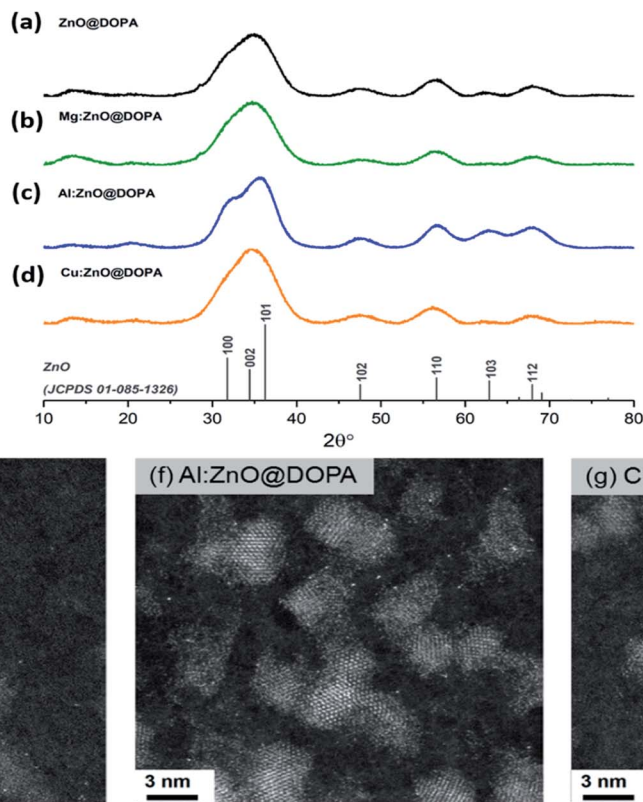 (a) ZnO@DOPA
(b) Mg:ZnO@DOPA
(c) Al:ZnO@DOPA
(d) Cu:ZnO@DOPA
100
002
101
102
110
103
112
ZnO
(JCPDS 01-085-1326)
10 20 30 40 50 60 70 80
2θ°
(f) Al:ZnO@DOPA
(g) C
3 nm
3 nm